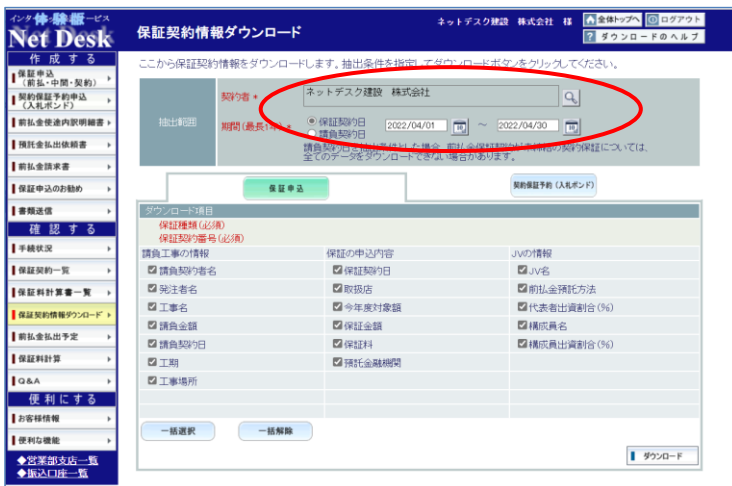 インタ体・験・版ービス
Net Desk
保証契約情報ダウンロード
ネットデスク建設 株式会社 様
全体トップへ
ログアウト
ダウンロードのヘルプ
作 成 す る
保証申込
(前払・中間・契約)
契約保証予約申込
(入札ボンド)
前払金使途内訳明細書
預託金払出依頼書
前払金請求書
保証申込のお勧め
書類送信
確 認 す る
手続状況
保証契約一覧
保証料計算書一覧
保証契約情報ダウンロード
前払金払出予定
保証料計算
Q&A
便 利 に す る
お客様情報
便利な機能
◆営業部支店一覧
◆振込口座一覧
ここから保証契約情報をダウンロードします。抽出条件を指定してダウンロードボタンをクリックしてください。
抽出範囲
契約者 *
ネットデスク建設 株式会社
期間(最長1年) *
保証契約日
請負契約日
2022/04/01 ～ 2022/04/30
全てのデータをダウンロードできない場合があります。
保証申込
契約保証予約(入札ボンド)
ダウンロード項目
保証種類(必須)
保証契約番号(必須)
請負工事の情報
保証の申込内容
JVの情報
請負契約者名
保証契約日
JV名
発注者名
取扱店
前払金預託方法
工事名
今年度対象額
代表者出資割合(%)
請負金額
保証金額
構成員名
請負契約日
保証料
構成員出資割合(%)
工期
預託金融機関
工事場所
一括選択
一括解除
ダウンロード